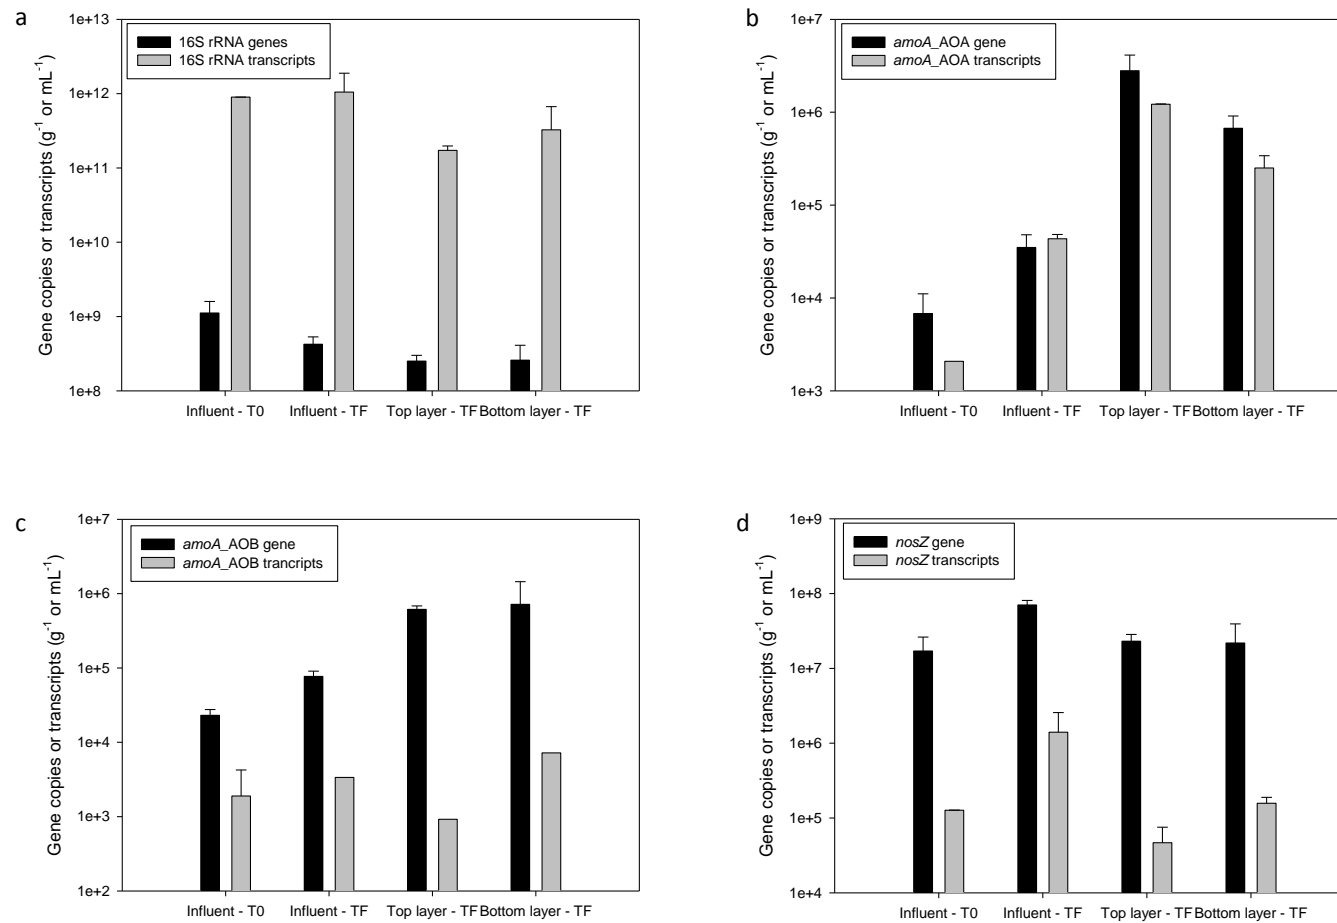 a
1e+13
16S rRNA genes
16S rRNA transcripts
1e+12
1e+11
1e+10
1e+9
1e+8
Gene copies or transcripts (g⁻¹ or mL⁻¹)
Influent - T0 Influent - TF Top layer - TF Bottom layer - TF
b
1e+7
amoA_AOA gene
amoA_AOA transcripts
1e+6
1e+5
1e+4
1e+3
Gene copies or transcripts (g⁻¹ or mL⁻¹)
Influent - T0 Influent - TF Top layer - TF Bottom layer - TF
c
1e+7
amoA_AOB gene
amoA_AOB trancripts
1e+6
1e+5
1e+4
1e+3
1e+2
Gene copies or transcripts (g⁻¹ or mL⁻¹)
Influent - T0 Influent - TF Top layer - TF Bottom layer - TF
d
1e+9
nosZ gene
nosZ transcripts
1e+8
1e+7
1e+6
1e+5
1e+4
Gene copies or transcripts (g⁻¹ or mL⁻¹)
Influent - T0 Influent - TF Top layer - TF Bottom layer - TF